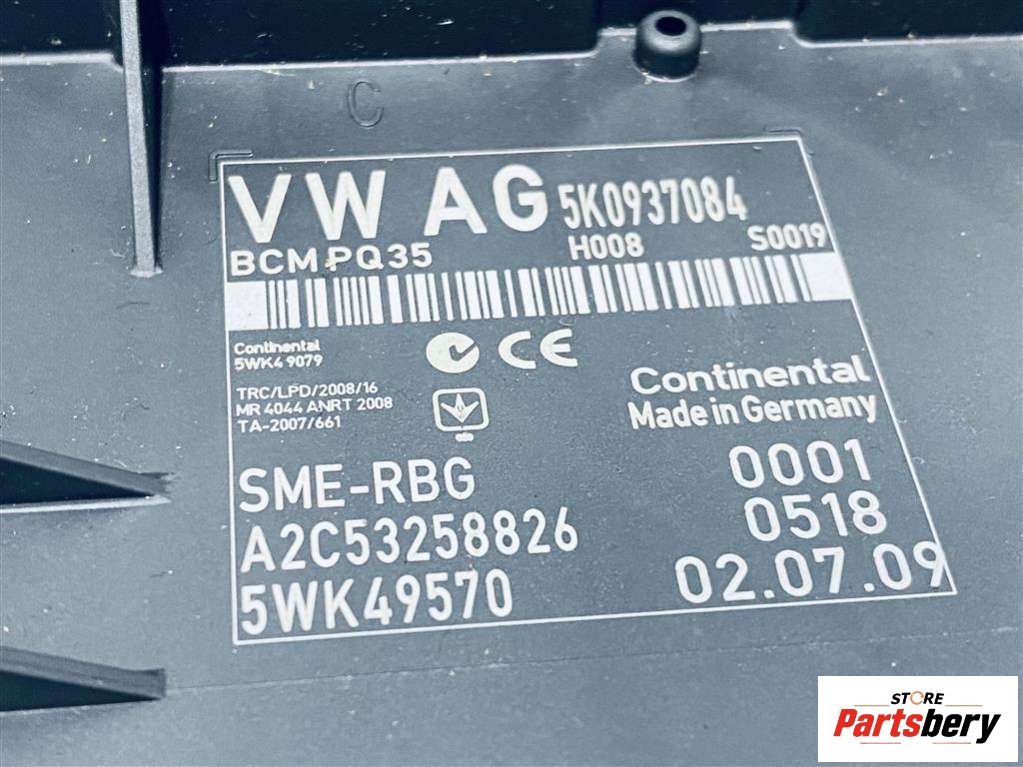 C
VW AG 5K0937084
BCM PQ35 H008 S0019
Continental
5WK4 9079
TRC/LPD/2008/16
MR 4044 ANRT 2008
TA-2007/661
CE
Continental
Made in Germany
SME-RBG 0001
A2C53258826 0518
5WK49570 02.07.09
STORE
Partsbery